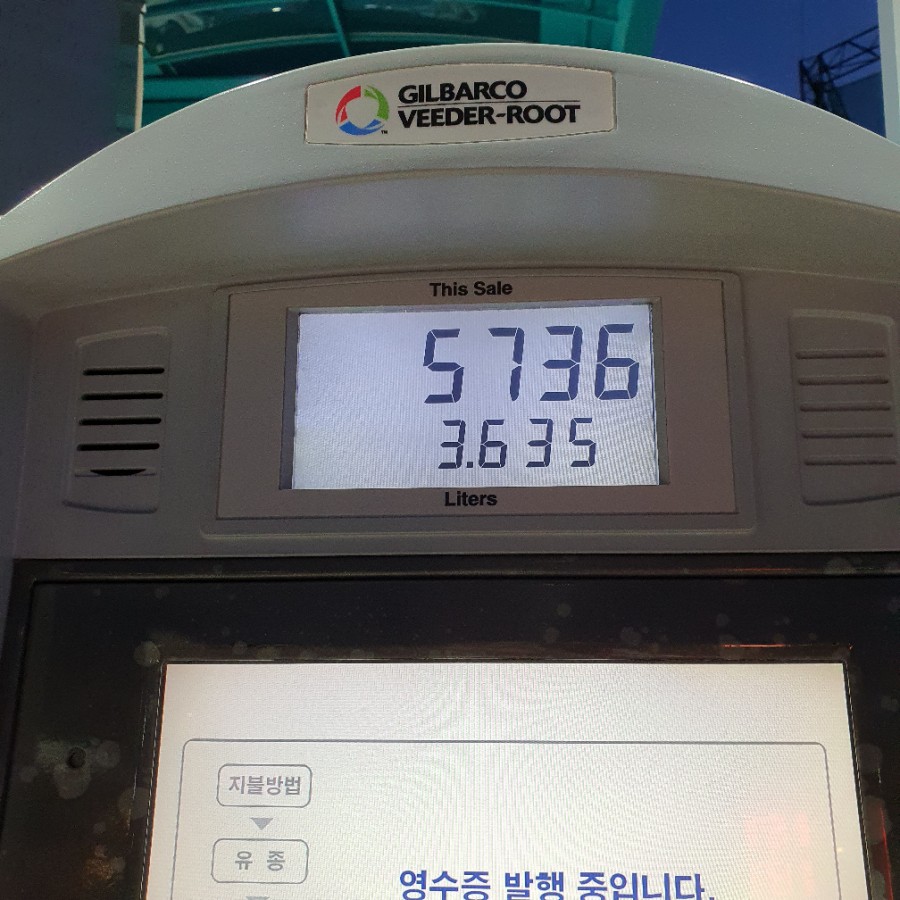 GILBARCO
VEEDER-ROOT
This Sale
5736
3.635
Liters
지불방법
유 종
영수증 발행 중입니다.